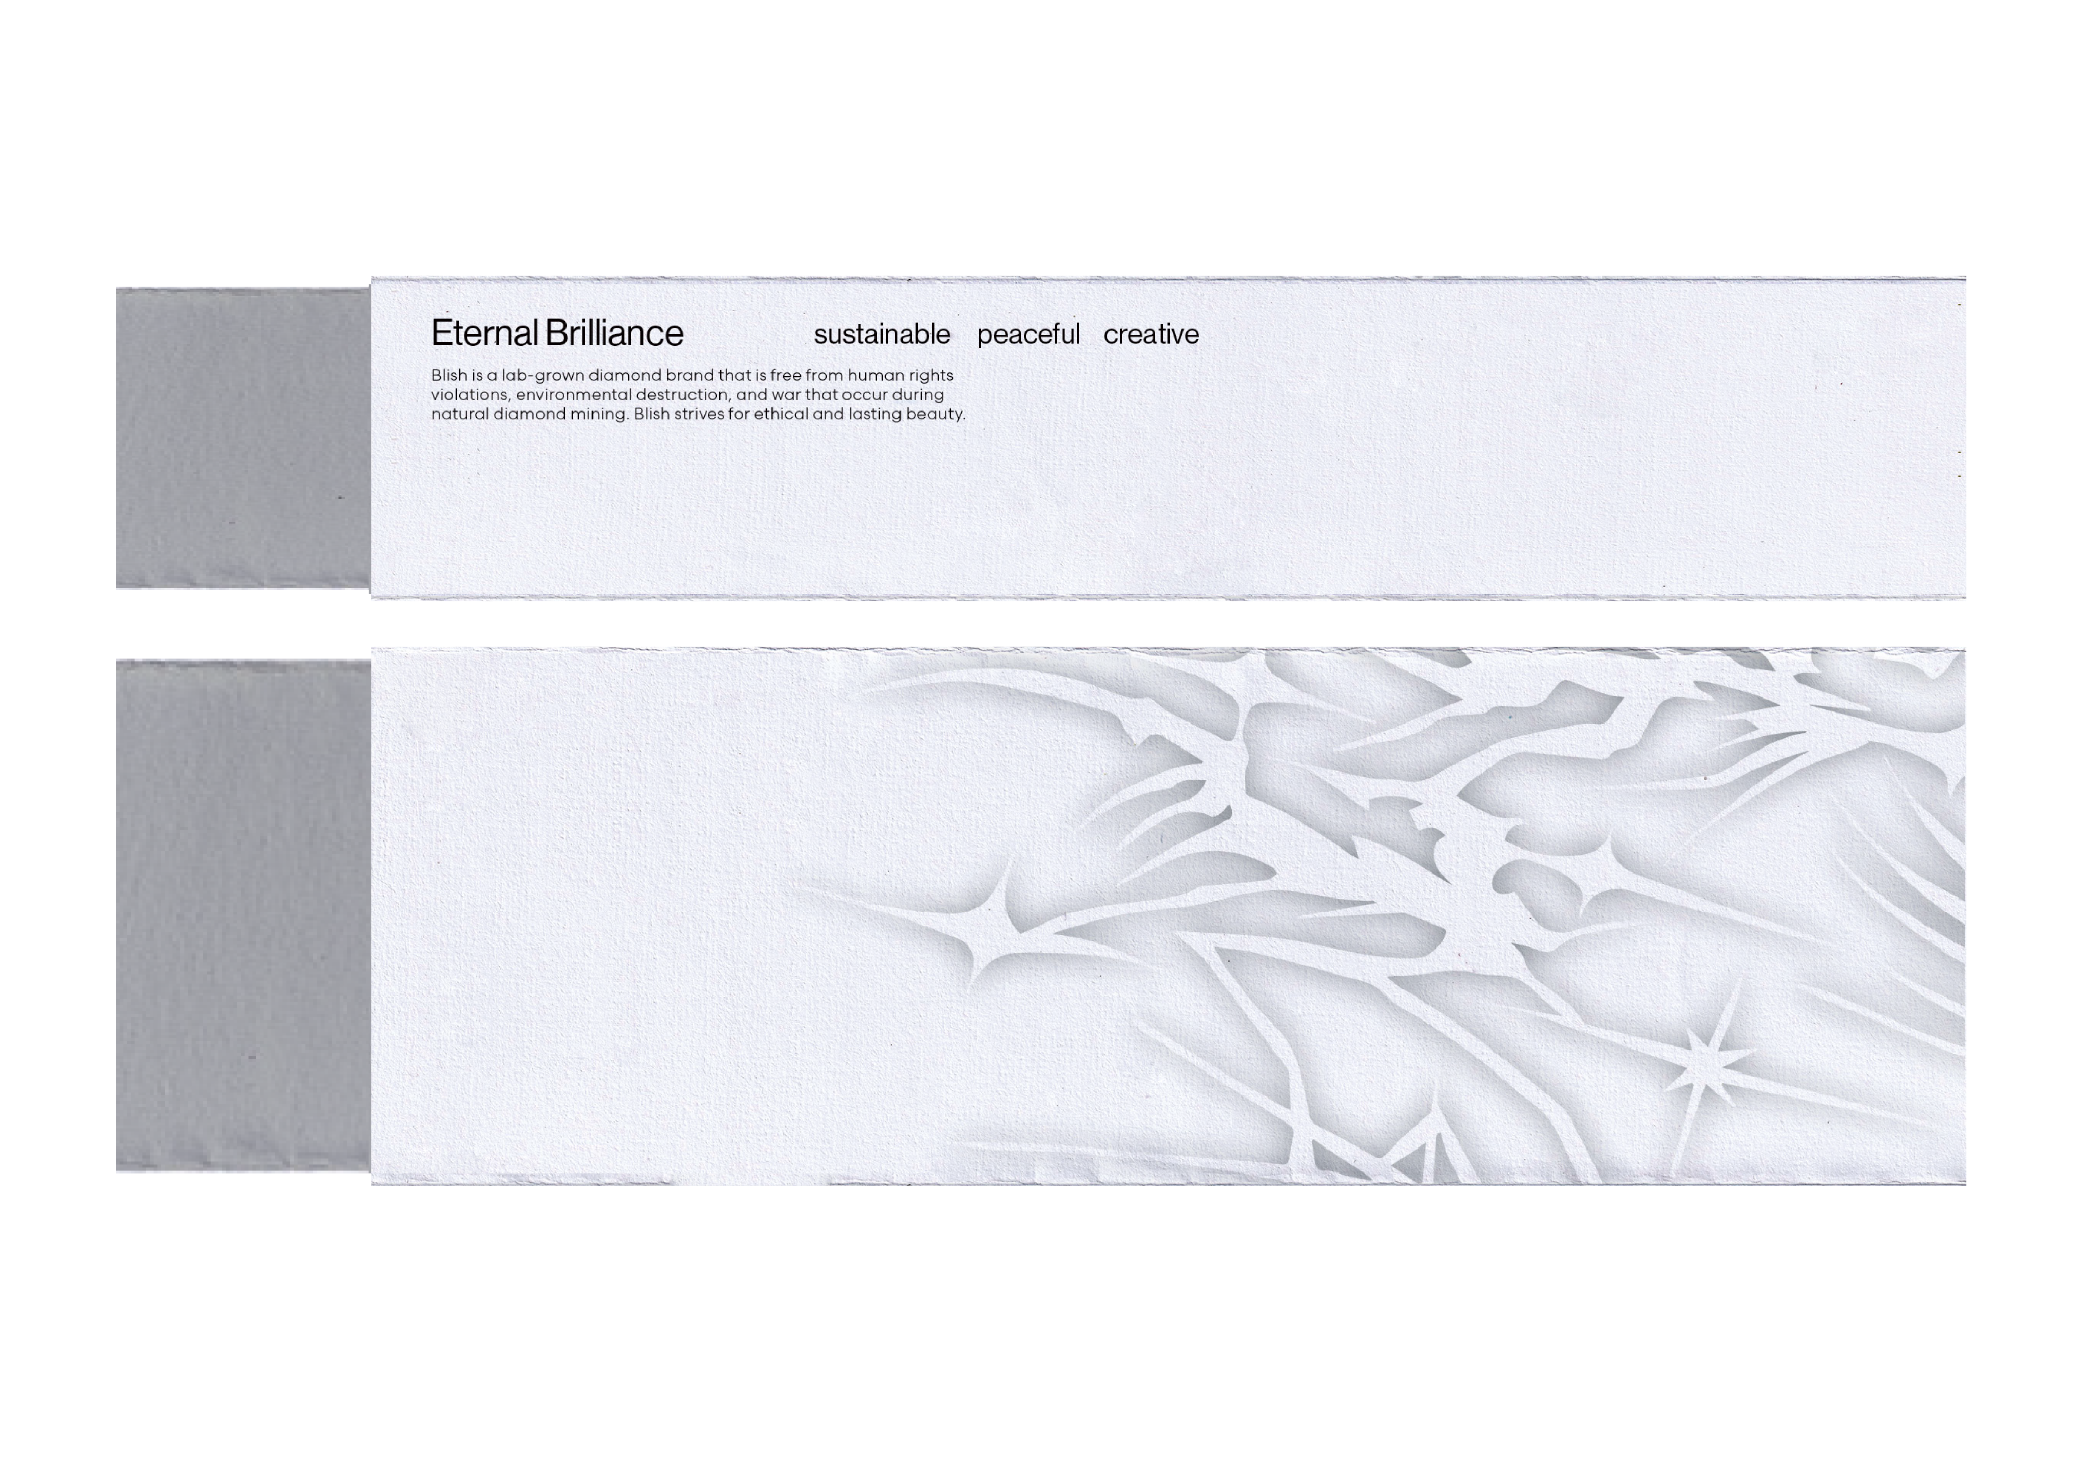 Eternal Brilliance sustainable peaceful creative
Blish is a lab-grown diamond brand that is free from human rights
violations, environmental destruction, and war that occur during
natural diamond mining. Blish strives for ethical and lasting beauty.